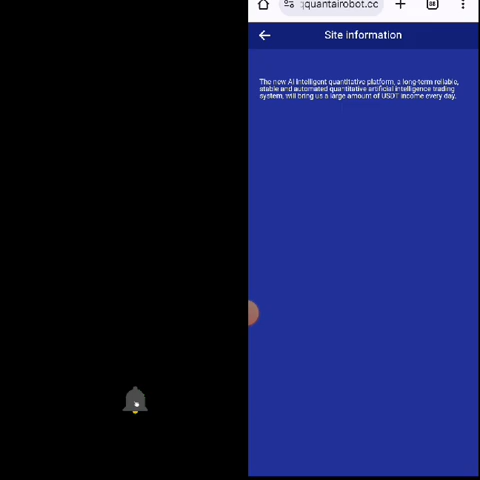 quantairobot.cc
Site information
The new AI intelligent quantitative platform, a long-term reliable,
stable and automated quantitative artificial intelligence trading
system, will bring us a large amount of USDT income every day.